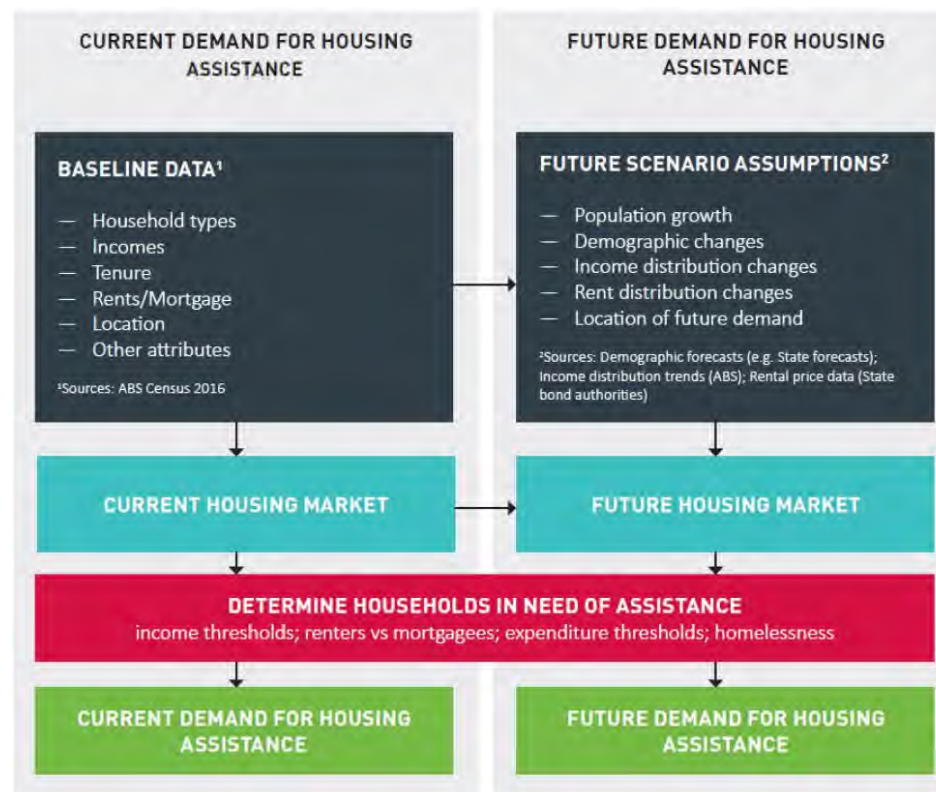 CURRENT DEMAND FOR HOUSING
ASSISTANCE
BASELINE DATA¹
— Household types
— Incomes
— Tenure
— Rents/Mortgage
— Location
— Other attributes
¹Sources: ABS Census 2016
FUTURE DEMAND FOR HOUSING
ASSISTANCE
FUTURE SCENARIO ASSUMPTIONS²
— Population growth
— Demographic changes
— Income distribution changes
— Rent distribution changes
— Location of future demand
²Sources: Demographic forecasts (e.g. State forecasts);
Income distribution trends (ABS); Rental price data (State
bond authorities)
CURRENT HOUSING MARKET
FUTURE HOUSING MARKET
DETERMINE HOUSEHOLDS IN NEED OF ASSISTANCE
income thresholds; renters vs mortgagees; expenditure thresholds; homelessness
CURRENT DEMAND FOR HOUSING
ASSISTANCE
FUTURE DEMAND FOR HOUSING
ASSISTANCE